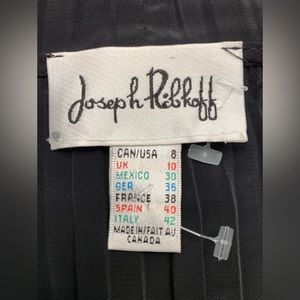 Joseph Ribkoff
CAN/USA 8
UK 10
MEXICO 30
GER 36
FRANCE 38
SPAIN 40
ITALY 42
MADE IN/FAIT AU
CANADA